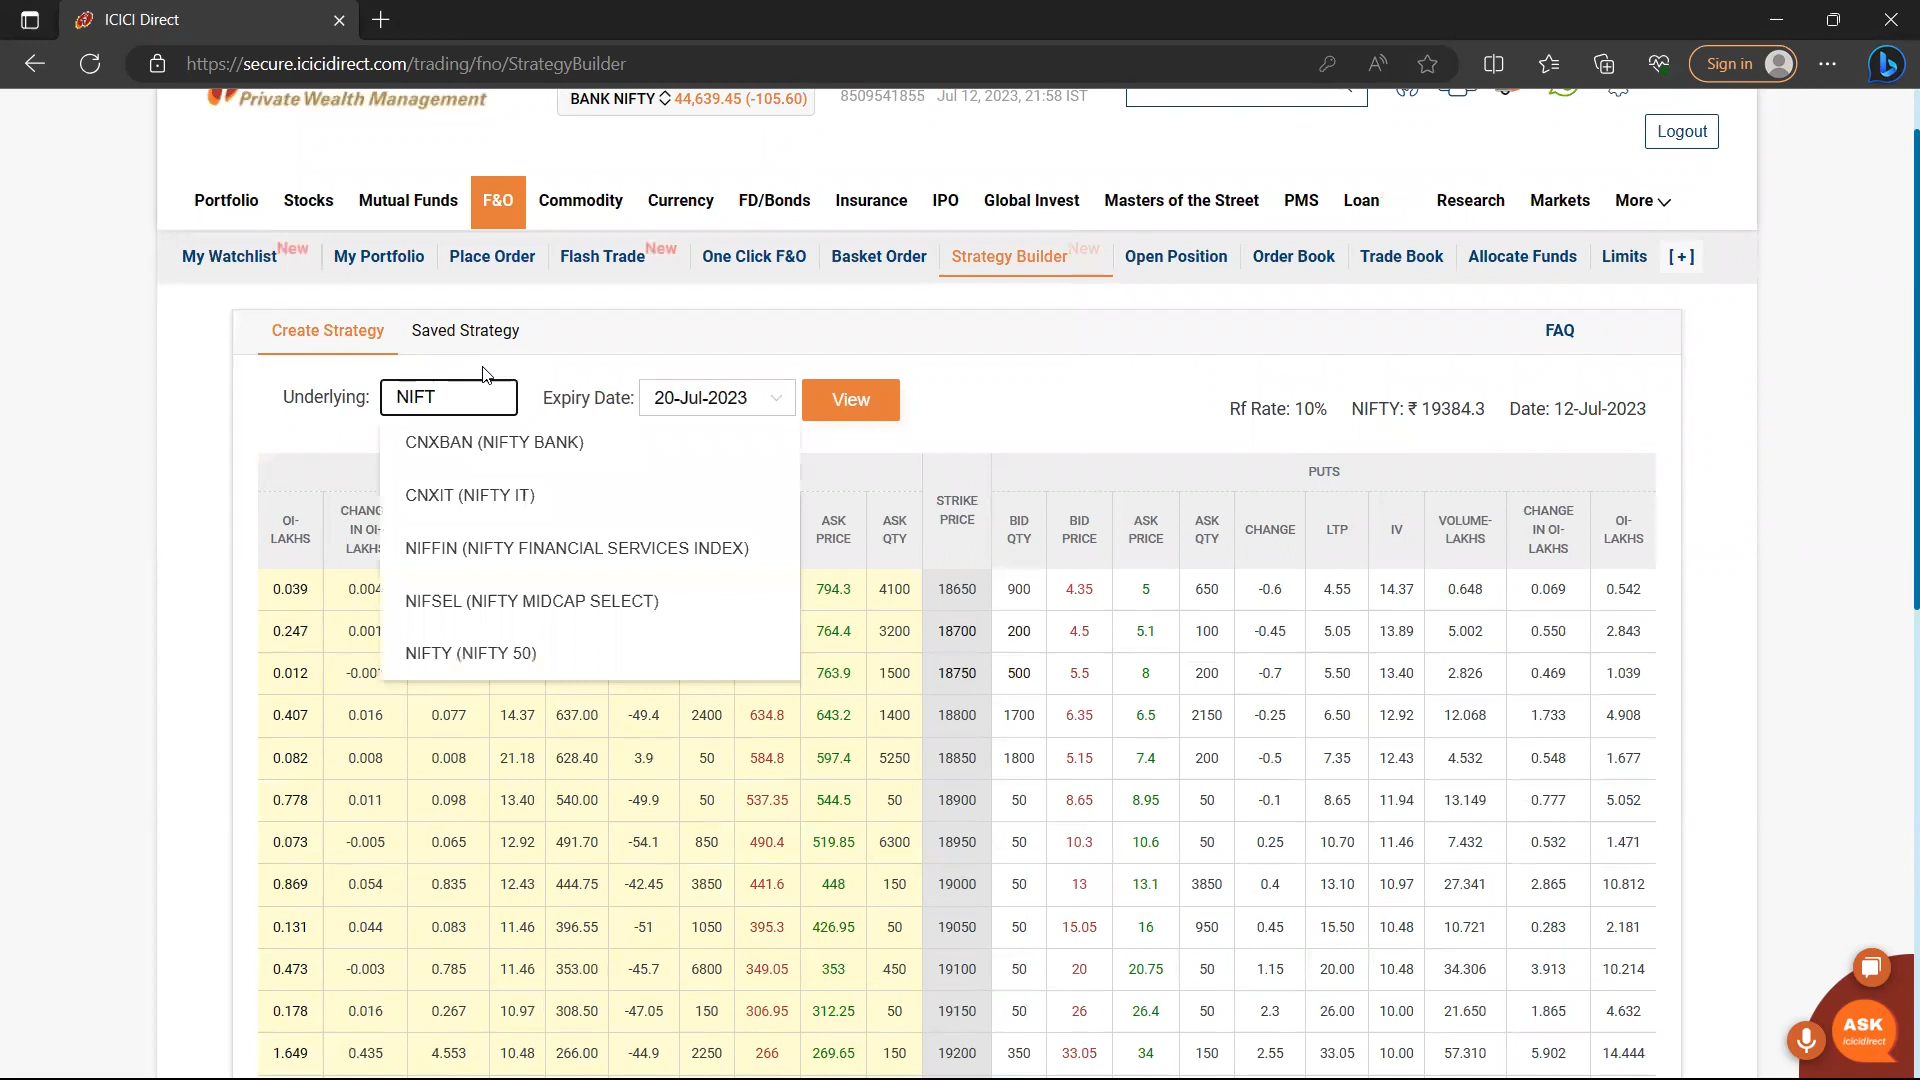 ICICI Direct
https://secure.icicidirect.com/trading/fno/StrategyBuilder
Sign in
Private Wealth Management
BANK NIFTY 44,639.45 (-105.60)
8509541855 Jul 12, 2023, 21:58 IST
Logout
Portfolio Stocks Mutual Funds F&O Commodity Currency FD/Bonds Insurance IPO Global Invest Masters of the Street PMS Loan Research Markets More
My Watchlist New My Portfolio Place Order Flash Trade New One Click F&O Basket Order Strategy Builder New Open Position Order Book Trade Book Allocate Funds Limits [+]
Create Strategy Saved Strategy FAQ
Underlying: NIFT Expiry Date: 20-Jul-2023 View
Rf Rate: 10% NIFTY: ₹ 19384.3 Date: 12-Jul-2023
CNXBAN (NIFTY BANK)
CNXIT (NIFTY IT)
NIFFIN (NIFTY FINANCIAL SERVICES INDEX)
NIFSEL (NIFTY MIDCAP SELECT)
NIFTY (NIFTY 50)
PUTS
OI-LAKHS CHANG IN OI-LAKHS ASK PRICE ASK QTY STRIKE PRICE BID QTY BID PRICE ASK PRICE ASK QTY CHANGE LTP IV VOLUME-LAKHS CHANGE IN OI-LAKHS OI-LAKHS
0.039 0.004 794.3 4100 18650 900 4.35 5 650 -0.6 4.55 14.37 0.648 0.069 0.542
0.247 0.001 764.4 3200 18700 200 4.5 5.1 100 -0.45 5.05 13.89 5.002 0.550 2.843
0.012 -0.00 763.9 1500 18750 500 5.5 8 200 -0.7 5.50 13.40 2.826 0.469 1.039
0.407 0.016 0.077 14.37 637.00 -49.4 2400 634.8 643.2 1400 18800 1700 6.35 6.5 2150 -0.25 6.50 12.92 12.068 1.733 4.908
0.082 0.008 0.008 21.18 628.40 3.9 50 584.8 597.4 5250 18850 1800 5.15 7.4 200 -0.5 7.35 12.43 4.532 0.548 1.677
0.778 0.011 0.098 13.40 540.00 -49.9 50 537.35 544.5 50 18900 50 8.65 8.95 50 -0.1 8.65 11.94 13.149 0.777 5.052
0.073 -0.005 0.065 12.92 491.70 -54.1 850 490.4 519.85 6300 18950 50 10.3 10.6 50 0.25 10.70 11.46 7.432 0.532 1.471
0.869 0.054 0.835 12.43 444.75 -42.45 3850 441.6 448 150 19000 50 13 13.1 3850 0.4 13.10 10.97 27.341 2.865 10.812
0.131 0.044 0.083 11.46 396.55 -51 1050 395.3 426.95 50 19050 50 15.05 16 950 0.45 15.50 10.48 10.721 0.283 2.181
0.473 -0.003 0.785 11.46 353.00 -45.7 6800 349.05 353 450 19100 50 20 20.75 50 1.15 20.00 10.48 34.306 3.913 10.214
0.178 0.016 0.267 10.97 308.50 -47.05 150 306.95 312.25 50 19150 50 26 26.4 50 2.3 26.00 10.00 21.650 1.865 4.632
1.649 0.435 4.553 10.48 266.00 -44.9 2250 266 269.65 150 19200 350 33.05 34 150 2.55 33.05 10.00 57.310 5.902 14.444
ASK
icicidirect